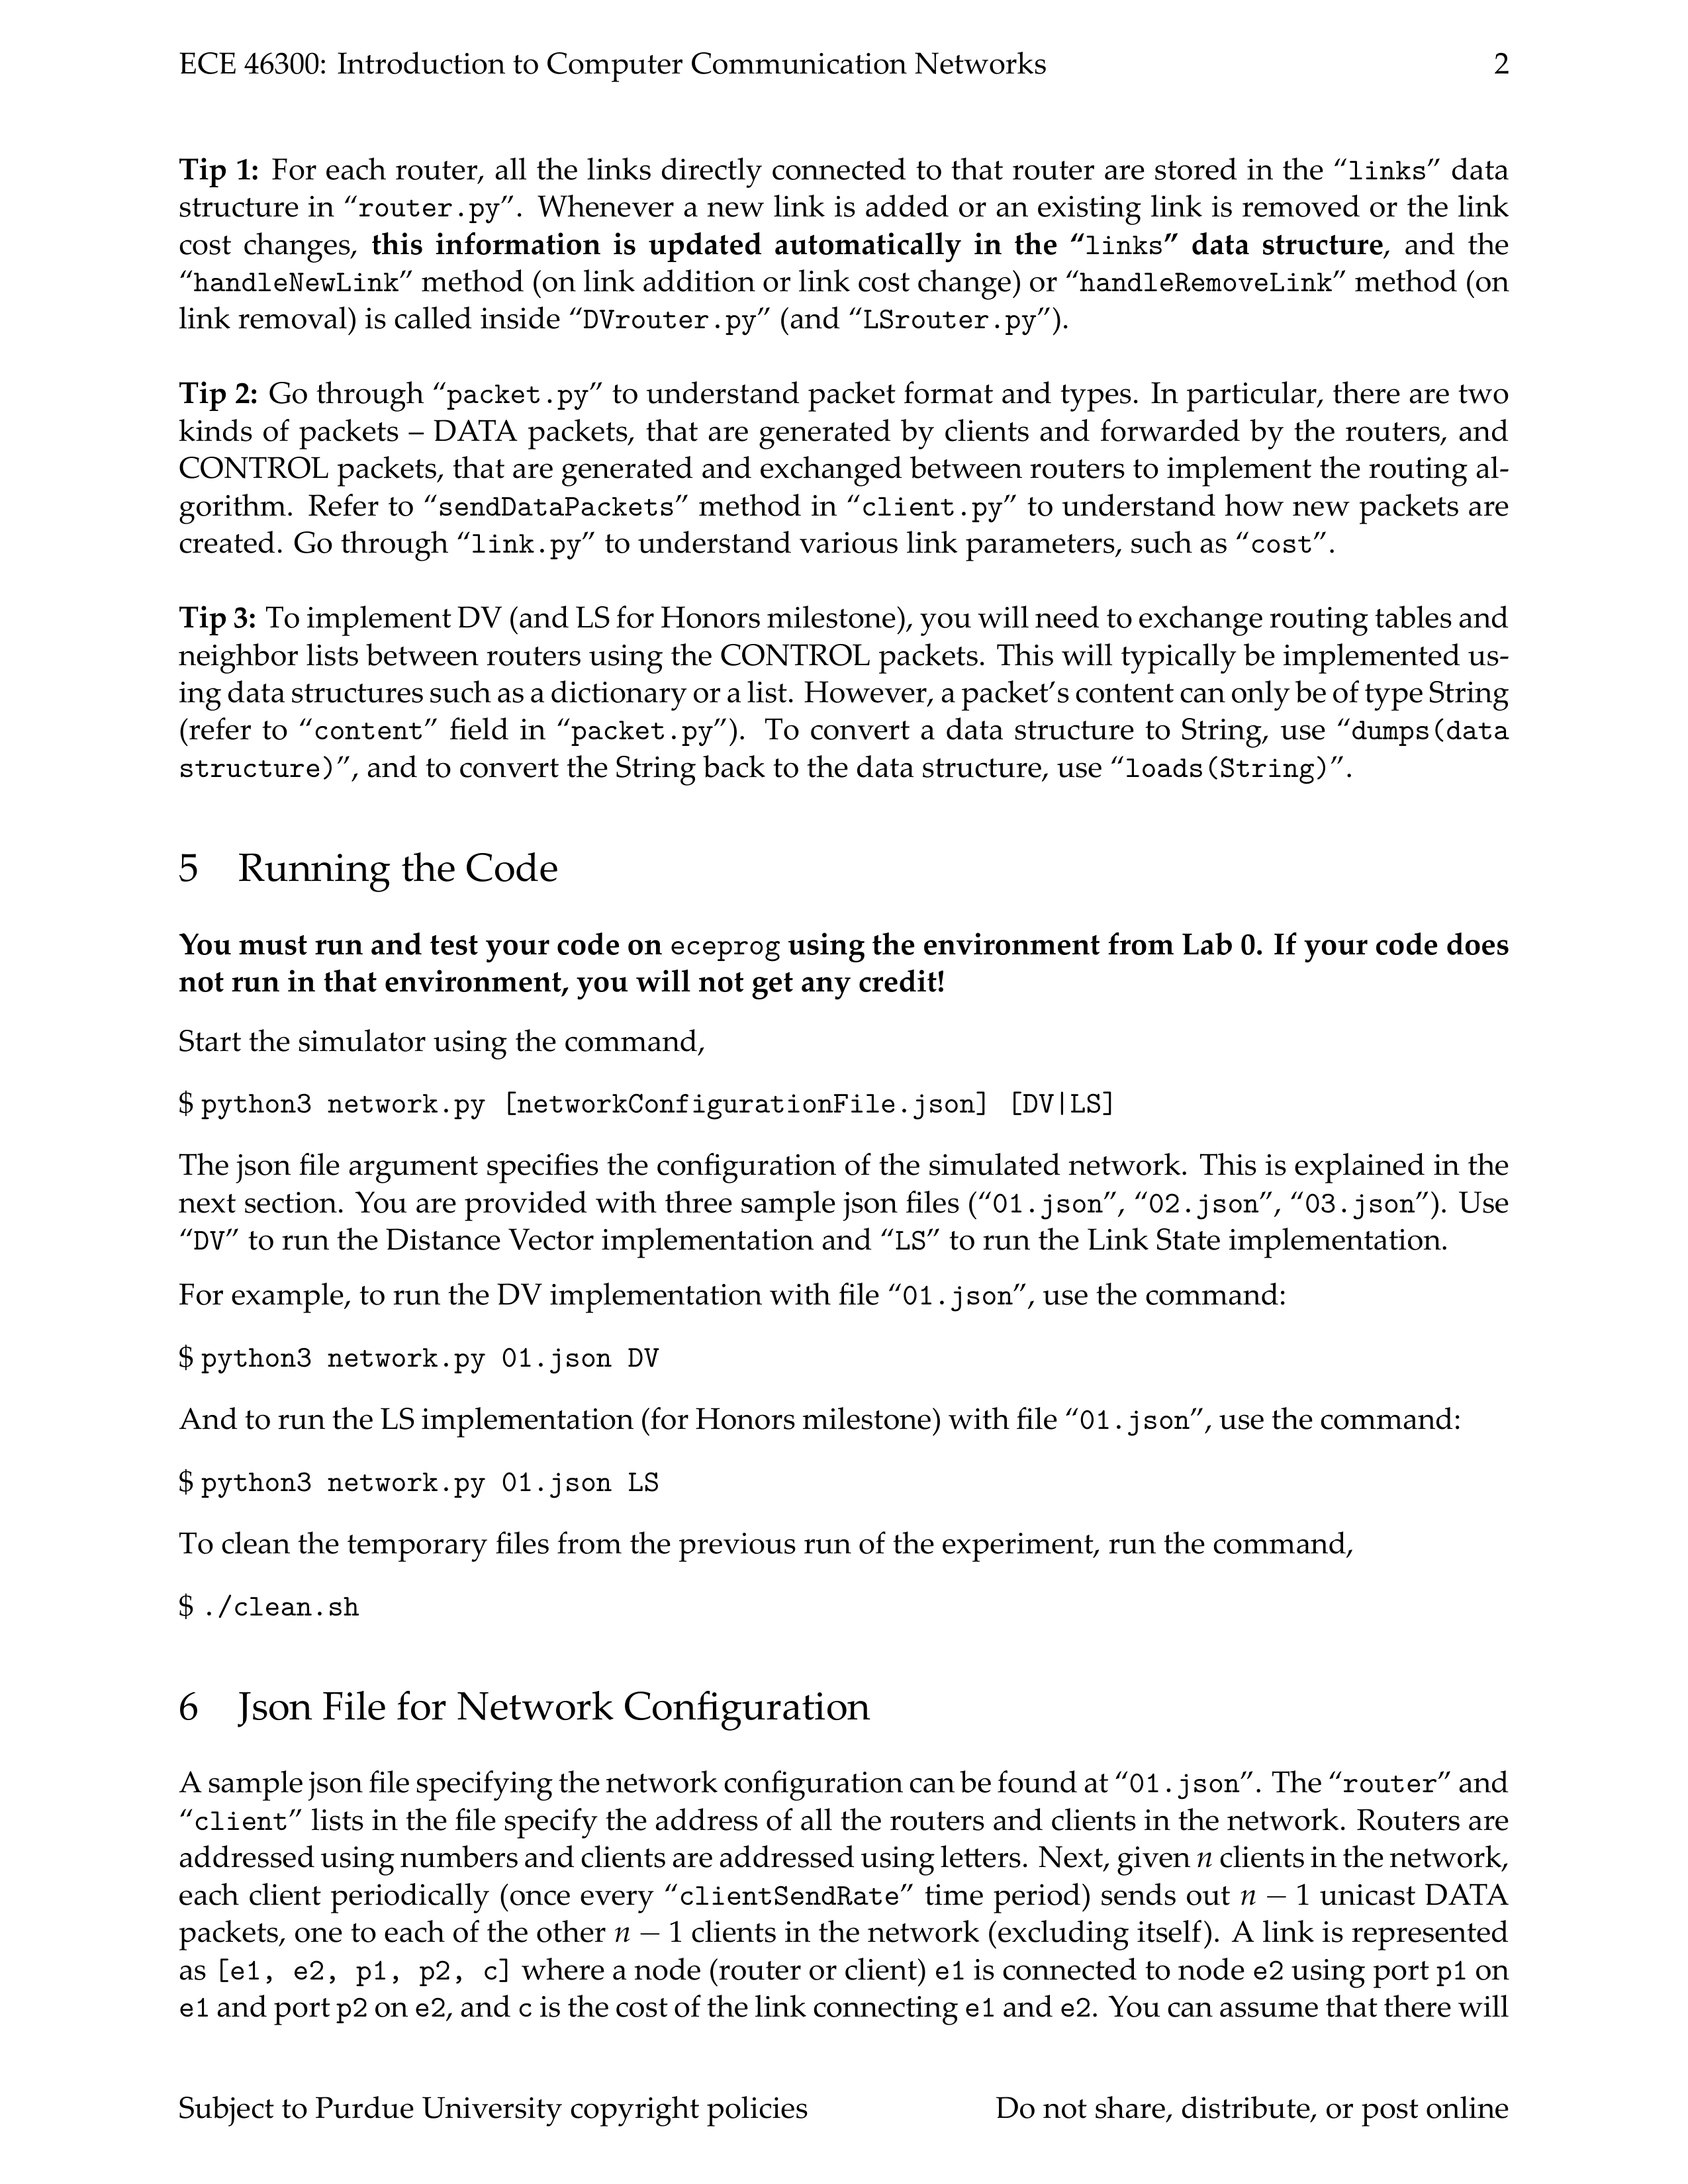 ECE 46300: Introduction to Computer Communication Networks 2
Tip 1: For each router, all the links directly connected to that router are stored in the “links” data
structure in “router.py”. Whenever a new link is added or an existing link is removed or the link
cost changes, this information is updated automatically in the “links” data structure, and the
“handleNewLink” method (on link addition or link cost change) or “handleRemoveLink” method (on
link removal) is called inside “DVrouter.py” (and “LSrouter.py”).
Tip 2: Go through “packet.py” to understand packet format and types. In particular, there are two
kinds of packets – DATA packets, that are generated by clients and forwarded by the routers, and
CONTROL packets, that are generated and exchanged between routers to implement the routing al-
gorithm. Refer to “sendDataPackets” method in “client.py” to understand how new packets are
created. Go through “link.py” to understand various link parameters, such as “cost”.
Tip 3: To implement DV (and LS for Honors milestone), you will need to exchange routing tables and
neighbor lists between routers using the CONTROL packets. This will typically be implemented us-
ing data structures such as a dictionary or a list. However, a packet’s content can only be of type String
(refer to “content” field in “packet.py”). To convert a data structure to String, use “dumps(data
structure)”, and to convert the String back to the data structure, use “loads(String)”.
5 Running the Code
You must run and test your code on eceprog using the environment from Lab 0. If your code does
not run in that environment, you will not get any credit!
Start the simulator using the command,
$ python3 network.py [networkConfigurationFile.json] [DV|LS]
The json file argument specifies the configuration of the simulated network. This is explained in the
next section. You are provided with three sample json files (“01.json”, “02.json”, “03.json”). Use
“DV” to run the Distance Vector implementation and “LS” to run the Link State implementation.
For example, to run the DV implementation with file “01.json”, use the command:
$ python3 network.py 01.json DV
And to run the LS implementation (for Honors milestone) with file “01.json”, use the command:
$ python3 network.py 01.json LS
To clean the temporary files from the previous run of the experiment, run the command,
$ ./clean.sh
6 Json File for Network Configuration
A sample json file specifying the network configuration can be found at “01.json”. The “router” and
“client” lists in the file specify the address of all the routers and clients in the network. Routers are
addressed using numbers and clients are addressed using letters. Next, given n clients in the network,
each client periodically (once every “clientSendRate” time period) sends out n − 1 unicast DATA
packets, one to each of the other n − 1 clients in the network (excluding itself). A link is represented
as [e1, e2, p1, p2, c] where a node (router or client) e1 is connected to node e2 using port p1 on
e1 and port p2 on e2, and c is the cost of the link connecting e1 and e2. You can assume that there will
Subject to Purdue University copyright policies Do not share, distribute, or post online